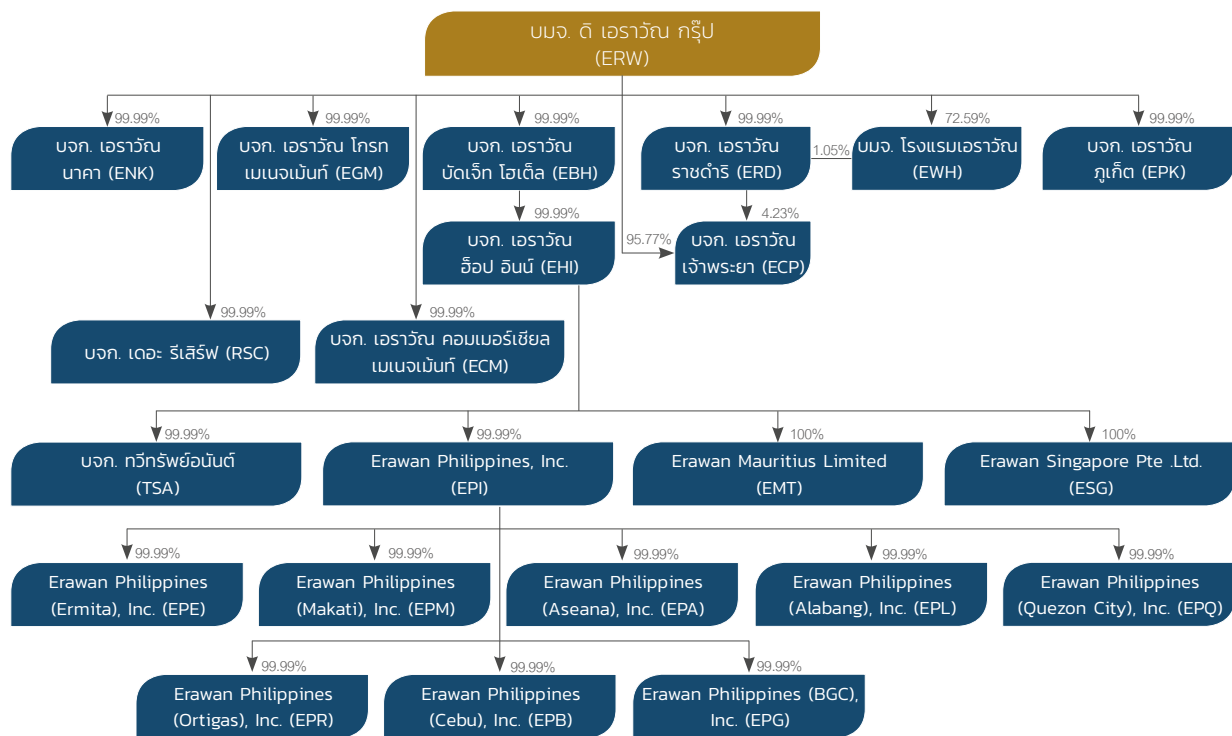 บมจ. ดิ เอราวัณ กรุ๊ป
(ERW)
99.99%
99.99%
99.99%
99.99%
72.59%
99.99%
บจก. เอราวัณ
นาคา (ENK)
บจก. เอราวัณ โกรท
เมเนจเม้นท์ (EGM)
บจก. เอราวัณ
บัดเจ็ท โฮเต็ล (EBH)
บจก. เอราวัณ
ราชดำริ (ERD)
1.05%
บมจ. โรงแรมเอราวัณ
(EWH)
บจก. เอราวัณ
ภูเก็ต (EPK)
99.99%
4.23%
บจก. เอราวัณ
ฮ็อป อินน์ (EHI)
95.77%
บจก. เอราวัณ
เจ้าพระยา (ECP)
99.99%
99.99%
บจก. เดอะ รีเสิร์ฟ (RSC)
บจก. เอราวัณ คอมเมอร์เชียล
เมเนจเม้นท์ (ECM)
99.99%
99.99%
100%
100%
บจก. ทวีทรัพย์อนันต์
(TSA)
Erawan Philippines, Inc.
(EPI)
Erawan Mauritius Limited
(EMT)
Erawan Singapore Pte .Ltd.
(ESG)
99.99%
99.99%
99.99%
99.99%
99.99%
Erawan Philippines
(Ermita), Inc. (EPE)
Erawan Philippines
(Makati), Inc. (EPM)
Erawan Philippines
(Aseana), Inc. (EPA)
Erawan Philippines
(Alabang), Inc. (EPL)
Erawan Philippines
(Quezon City), Inc. (EPQ)
99.99%
99.99%
99.99%
Erawan Philippines
(Ortigas), Inc. (EPR)
Erawan Philippines
(Cebu), Inc. (EPB)
Erawan Philippines (BGC),
Inc. (EPG)